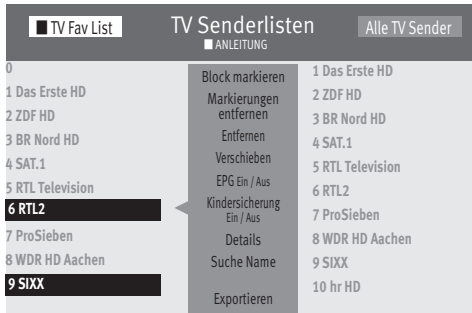 TV Fav List
TV Senderlisten
ANLEITUNG
Alle TV Sender
0
1 Das Erste HD
2 ZDF HD
3 BR Nord HD
4 SAT.1
5 RTL Television
6 RTL2
7 ProSieben
8 WDR HD Aachen
9 SIXX
Block markieren
Markierungen
entfernen
Entfernen
Verschieben
EPG Ein / Aus
Kindersicherung
Ein / Aus
Details
Suche Name
Exportieren
1 Das Erste HD
2 ZDF HD
3 BR Nord HD
4 SAT.1
5 RTL Television
6 RTL2
7 ProSieben
8 WDR HD Aachen
9 SIXX
10 hr HD